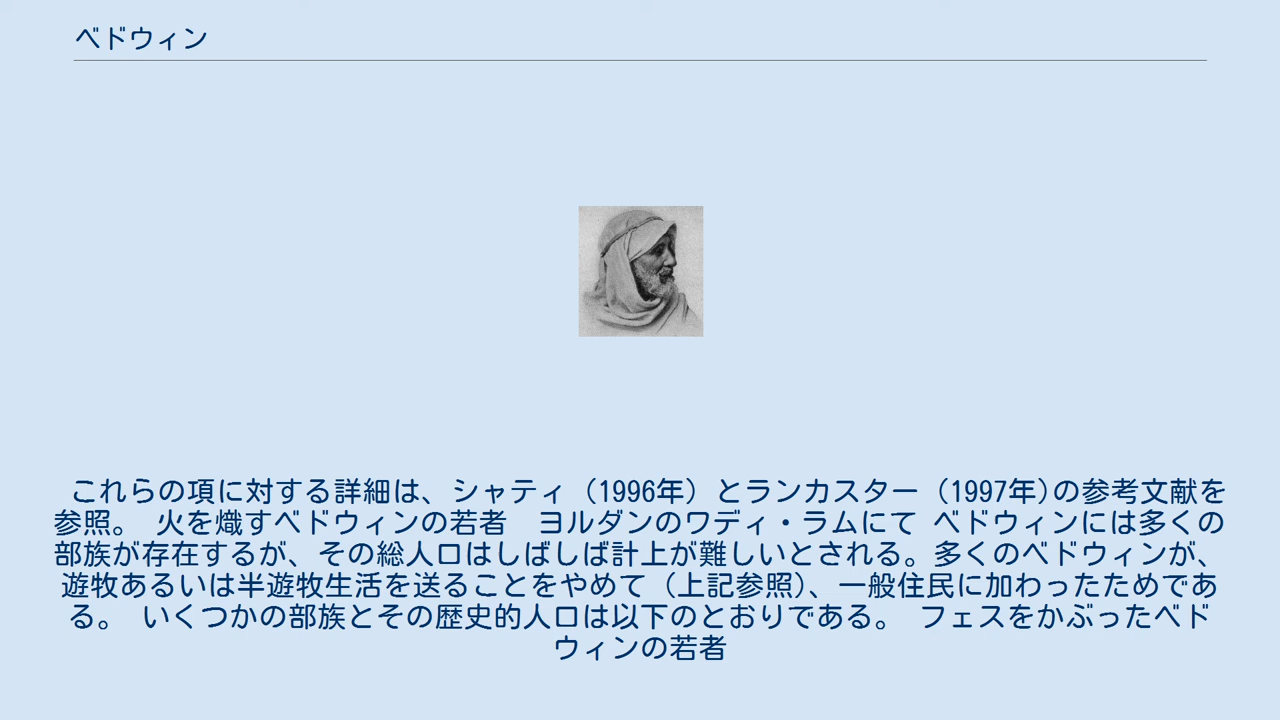 ベドウィン
これらの項に対する詳細は、シャティ（1996年）とランカスター（1997年)の参考文献を
参照。 火を熾すベドウィンの若者　ヨルダンのワディ・ラムにて ベドウィンには多くの
部族が存在するが、その総人口はしばしば計上が難しいとされる。多くのベドウィンが、
遊牧あるいは半遊牧生活を送ることをやめて（上記参照)、一般住民に加わったためであ
る。 いくつかの部族とその歴史的人口は以下のとおりである。 フェスをかぶったベド
ウィンの若者